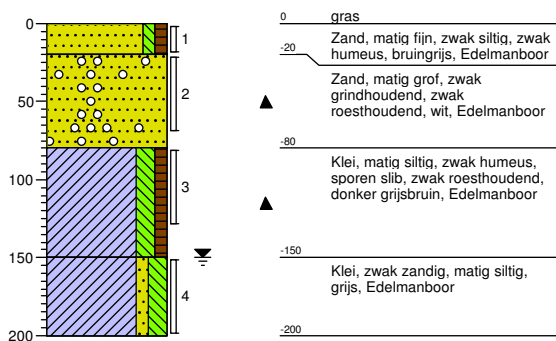 0
50
100
150
200
1
2
3
4
0
gras
Zand, matig fijn, zwak siltig, zwak
humeus, bruingrijs, Edelmanboor
-20
Zand, matig grof, zwak
grindhoudend, zwak
roesthoudend, wit, Edelmanboor
-80
Klei, matig siltig, zwak humeus,
sporen slib, zwak roesthoudend,
donker grijsbruin, Edelmanboor
-150
Klei, zwak zandig, matig siltig,
grijs, Edelmanboor
-200